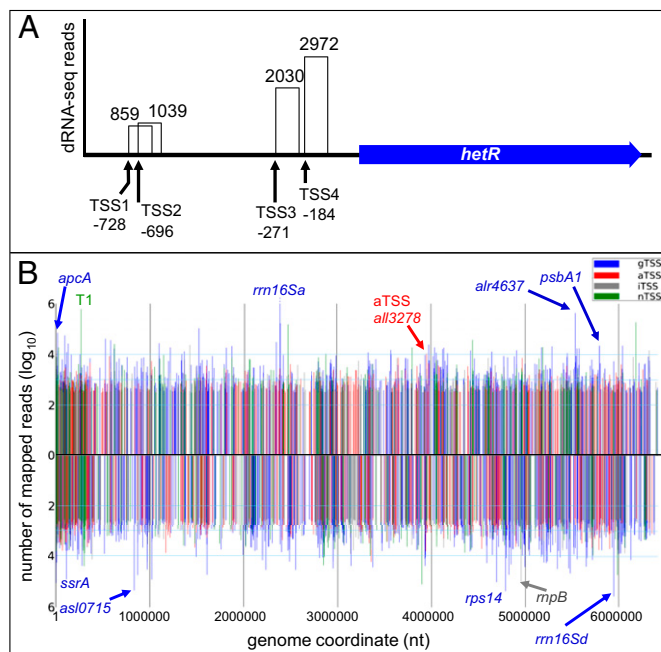 A
dRNA-seq reads
859
1039
2030
2972
hetR
TSS1
-728
TSS2
-696
TSS3
-271
TSS4
-184
B
apcA
T1
rrn16Sa
aTSS
all3278
alr4637
psbA1
gTSS
aTSS
iTSS
nTSS
number of mapped reads (log10)
6
4
2
0
2
4
6
ssrA
asl0715
rps14
rnpB
rrn16Sd
1
1000000
2000000
3000000
4000000
5000000
6000000
genome coordinate (nt)